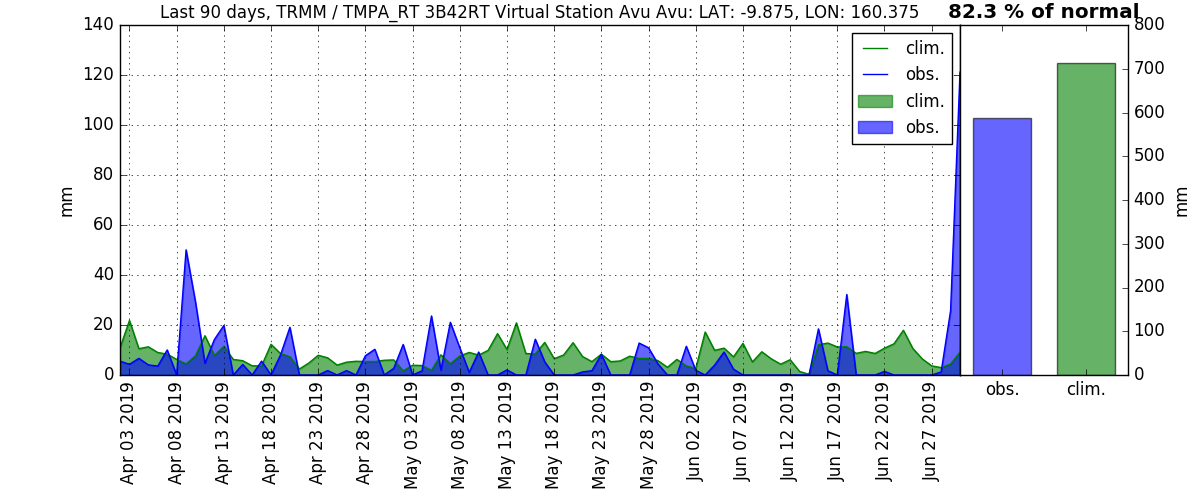 Last 90 days, TRMM / TMPA_RT 3B42RT Virtual Station Avu Avu: LAT: -9.875, LON: 160.375
82.3 % of normal
140
120
100
80
60
40
20
0
mm
clim.
obs.
clim.
obs.
800
700
600
500
400
300
200
100
0
mm
Apr 03 2019
Apr 08 2019
Apr 13 2019
Apr 18 2019
Apr 23 2019
Apr 28 2019
May 03 2019
May 08 2019
May 13 2019
May 18 2019
May 23 2019
May 28 2019
Jun 02 2019
Jun 07 2019
Jun 12 2019
Jun 17 2019
Jun 22 2019
Jun 27 2019
obs.
clim.